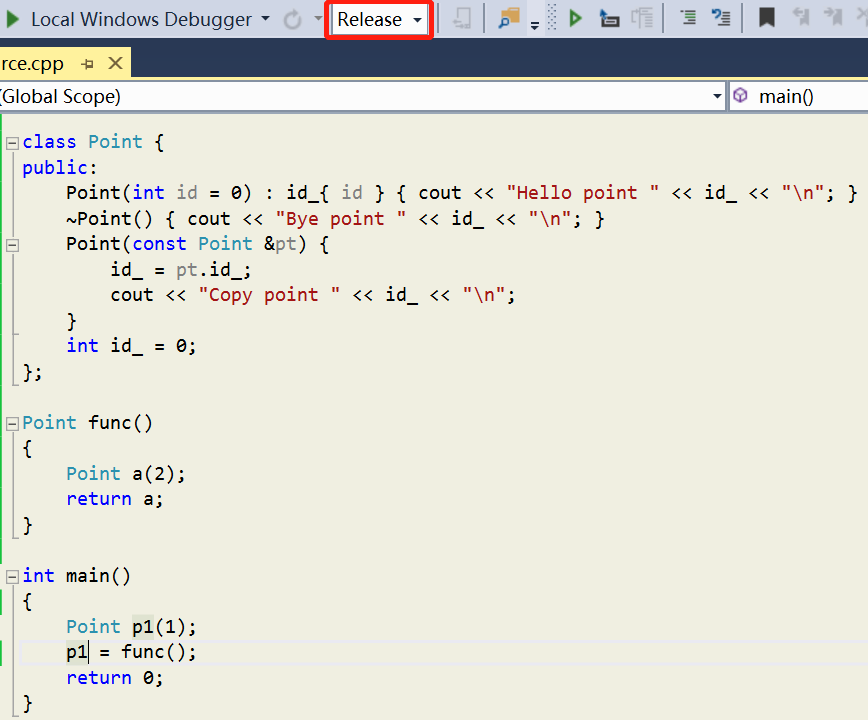 Local Windows Debugger Release
rce.cpp
(Global Scope) main()
class Point {
public:
    Point(int id = 0) : id_{ id } { cout << "Hello point " << id_ << "\n"; }
    ~Point() { cout << "Bye point " << id_ << "\n"; }
    Point(const Point &pt) {
        id_ = pt.id_;
        cout << "Copy point " << id_ << "\n";
    }
    int id_ = 0;
};
Point func()
{
    Point a(2);
    return a;
}
int main()
{
    Point p1(1);
    p1 = func();
    return 0;
}